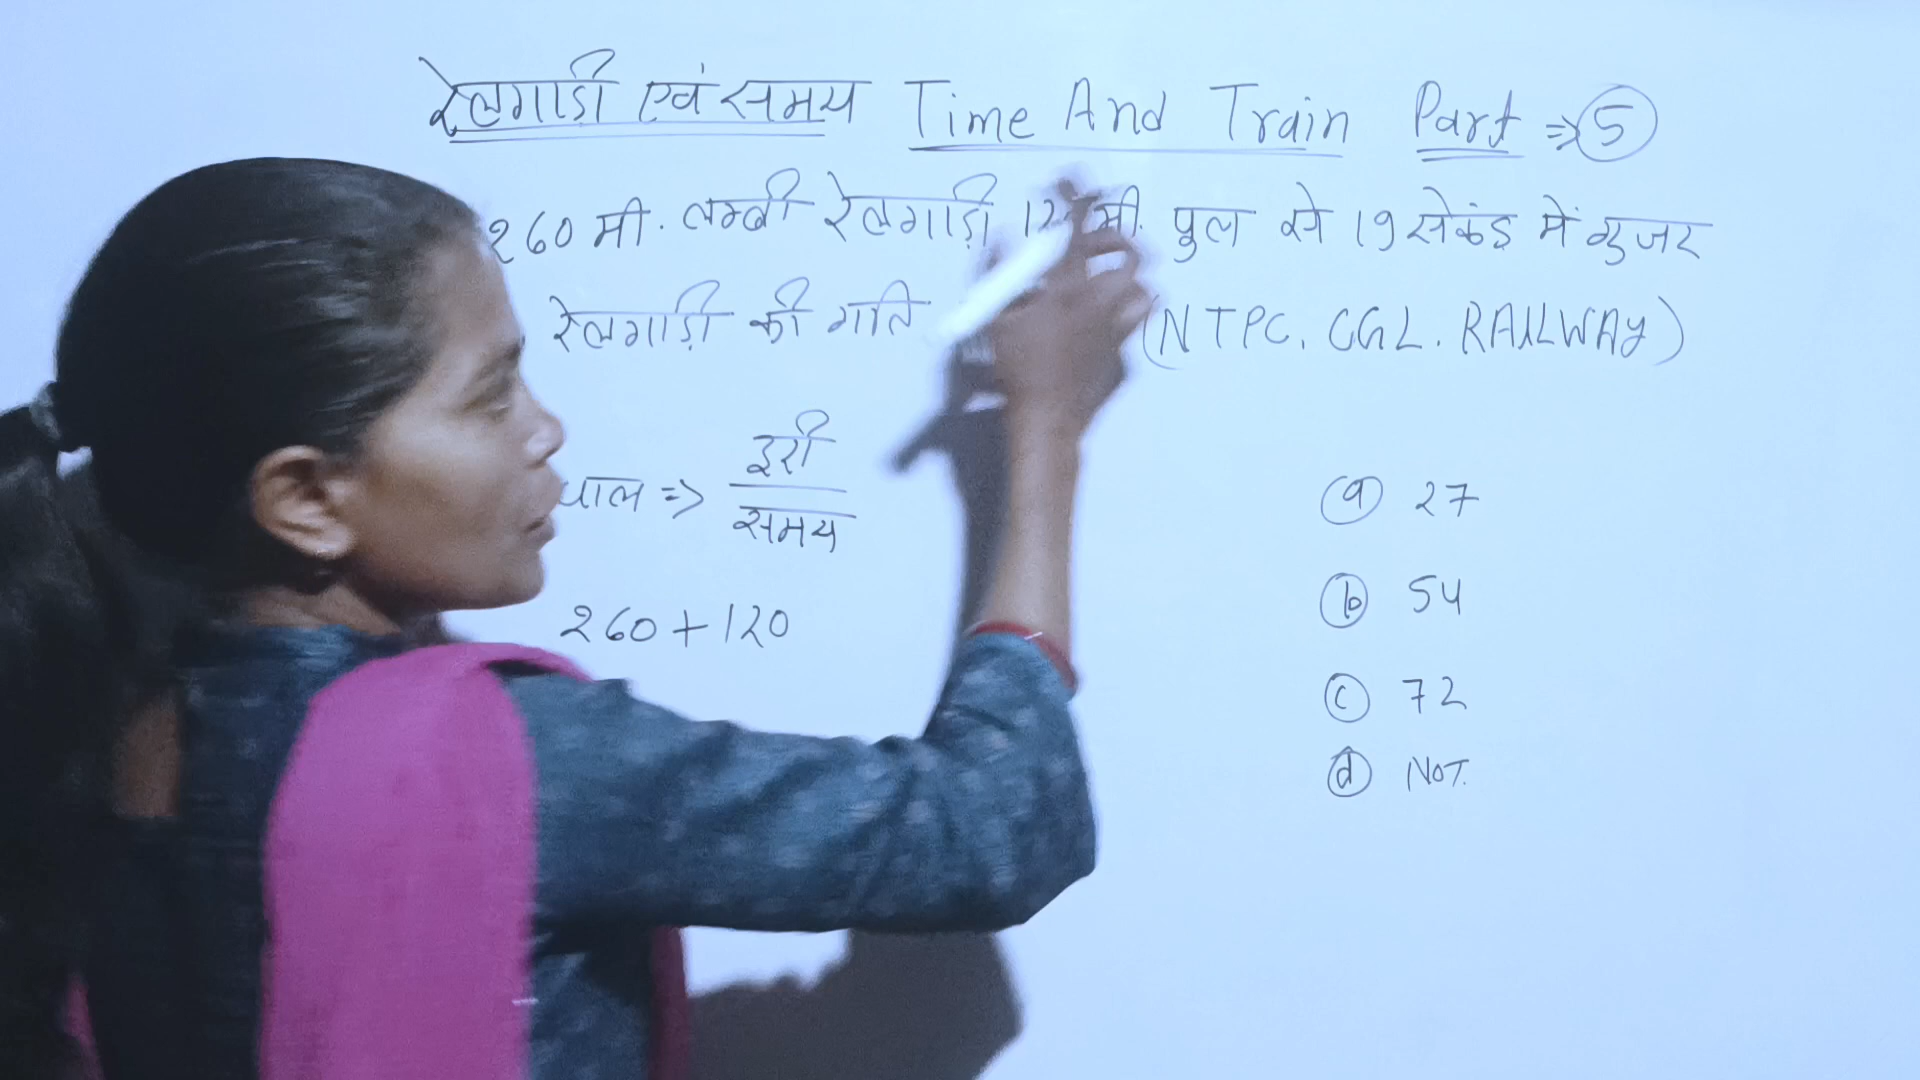 रेलगाड़ी एवं समय Time And Train Part ⇒ 5
260 मी. लम्बी रेलगाड़ी मी. पुल से 19 सेकंड में गुजर
रेलगाड़ी की गति (NTPC. CGL. RAILWAY)
चाल ⇒ दूरी
समय
260+120
(a) 27
(b) 54
(c) 72
(d) NOT.